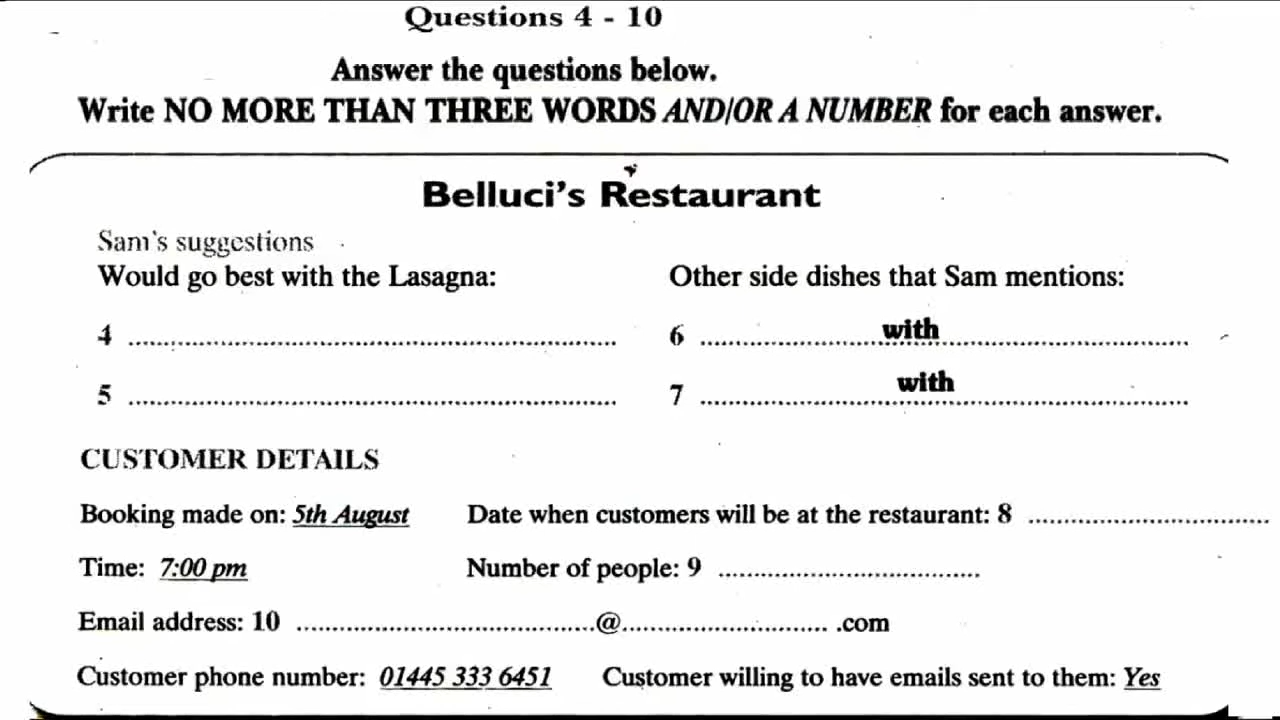 Questions 4 - 10
Answer the questions below.
Write NO MORE THAN THREE WORDS AND/OR A NUMBER for each answer.
Belluci's Restaurant
Sam's suggestions
Would go best with the Lasagna: Other side dishes that Sam mentions:
4 ............................................................ 6 ....................with............................
5 ............................................................ 7 ....................with............................
CUSTOMER DETAILS
Booking made on: 5th August Date when customers will be at the restaurant: 8 ..............................
Time: 7:00 pm Number of people: 9 ................................
Email address: 10 ....................................@......................... .com
Customer phone number: 01445 333 6451 Customer willing to have emails sent to them: Yes